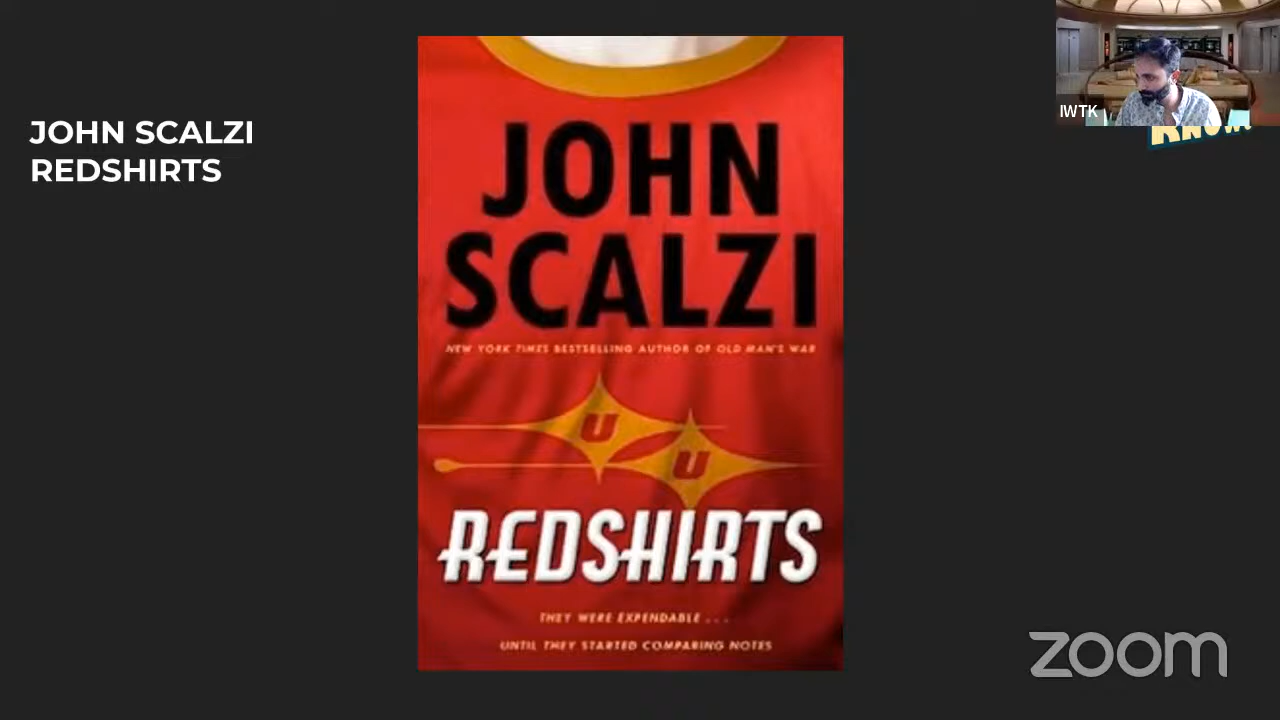 JOHN SCALZI
REDSHIRTS
JOHN
SCALZI
NEW YORK TIMES BESTSELLING AUTHOR OF OLD MAN'S WAR
U
U
REDSHIRTS
THEY WERE EXPENDABLE . . .
UNTIL THEY STARTED COMPARING NOTES
IWTK
zoom